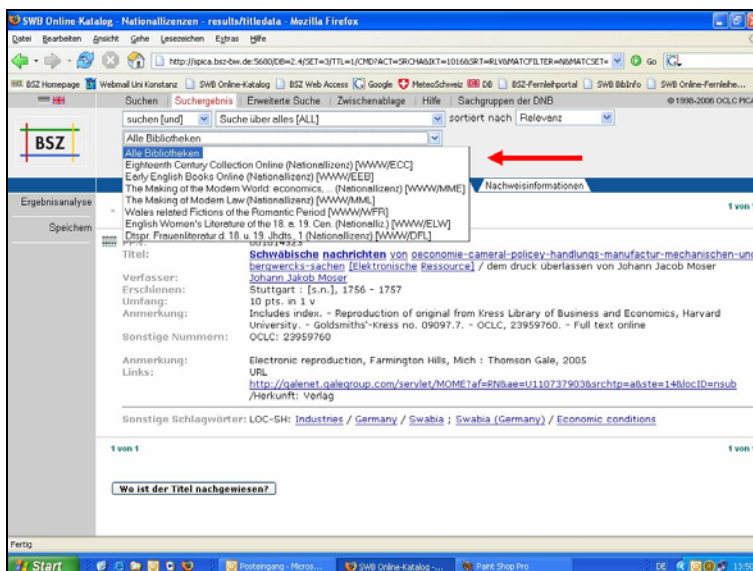 SWB Online-Katalog - Nationallizenzen - results/titledata - Mozilla Firefox
Datei Bearbeiten Ansicht Gehe Lesezeichen Extras Hilfe
http://spica.bsz-bw.de:5680/DB=2.4/SET=3/TTL=1/CMD?ACT=SRCHA&IKT=1016&SRT=RLV&MATCFILTER=N&MATCSET= Go
BSZ Homepage Webmail Uni Konstanz SWB Online-Katalog BSZ Web Access Google MeteoSchweiz DB BSZ-Fernleihportal SWB BibInfo SWB Online-Fernleihe...
Suchen Suchergebnis Erweiterte Suche Zwischenablage Hilfe Sachgruppen der DNB © 1998-2006 OCLC PICA
suchen [und] Suche über alles [ALL] sortiert nach Relevanz
Alle Bibliotheken
BSZ
Alle Bibliotheken
Eighteenth Century Collection Online (Nationallizenz) [WWW/ECC]
Early English Books Online (Nationallizenz) [WWW/EEB]
The Making of the Modern World: economics, ... (Nationallizenz) [WWW/MME]
The Making of Modern Law (Nationallizenz) [WWW/MML]
Wales related Fictions of the Romantic Period [WWW/WFR]
English Women's Literature of the 18. a. 19. Cen. (Nationalliz.) [WWW/ELW]
Dtspr. Frauenliteratur d. 18. u. 19. Jhdts., 1 (Nationallizenz) [WWW/DFL]
Nachweisinformationen
Ergebnisanalyse
Speichern
1 von 1
Titel: Schwäbische nachrichten von oeconomie-cameral-policey-handlungs-manufactur-mechanischen-und
bergwercks-sachen [Elektronische Ressource] / dem druck überlassen von Johann Jacob Moser
Verfasser: Johann Jakob Moser
Erschienen: Stuttgart : [s.n.], 1756 - 1757
Umfang: 10 pts. in 1 v
Anmerkung: Includes index. - Reproduction of original from Kress Library of Business and Economics, Harvard
University. - Goldsmiths'-Kress no. 09097.7. - OCLC, 23959760. - Full text online
Sonstige Nummern: OCLC: 23959760
Anmerkung: Electronic reproduction, Farmington Hills, Mich : Thomson Gale, 2005
Links: URL
http://galenet.galegroup.com/servlet/MOME?af=RN&ae=U110737903&srchtp=a&ste=14&locID=nsub
/Herkunft: Verlag
Sonstige Schlagwörter: LOC-SH: Industries / Germany / Swabia ; Swabia (Germany) / Economic conditions
1 von 1 1 von 1
Wo ist der Titel nachgewiesen?
Fertig
Start Posteingang - Micros... SWB Online-Katalog -... Paint Shop Pro DE